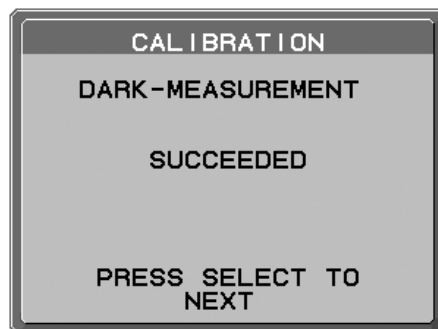 CALIBRATION
DARK-MEASUREMENT
SUCCEEDED
PRESS SELECT TO
NEXT